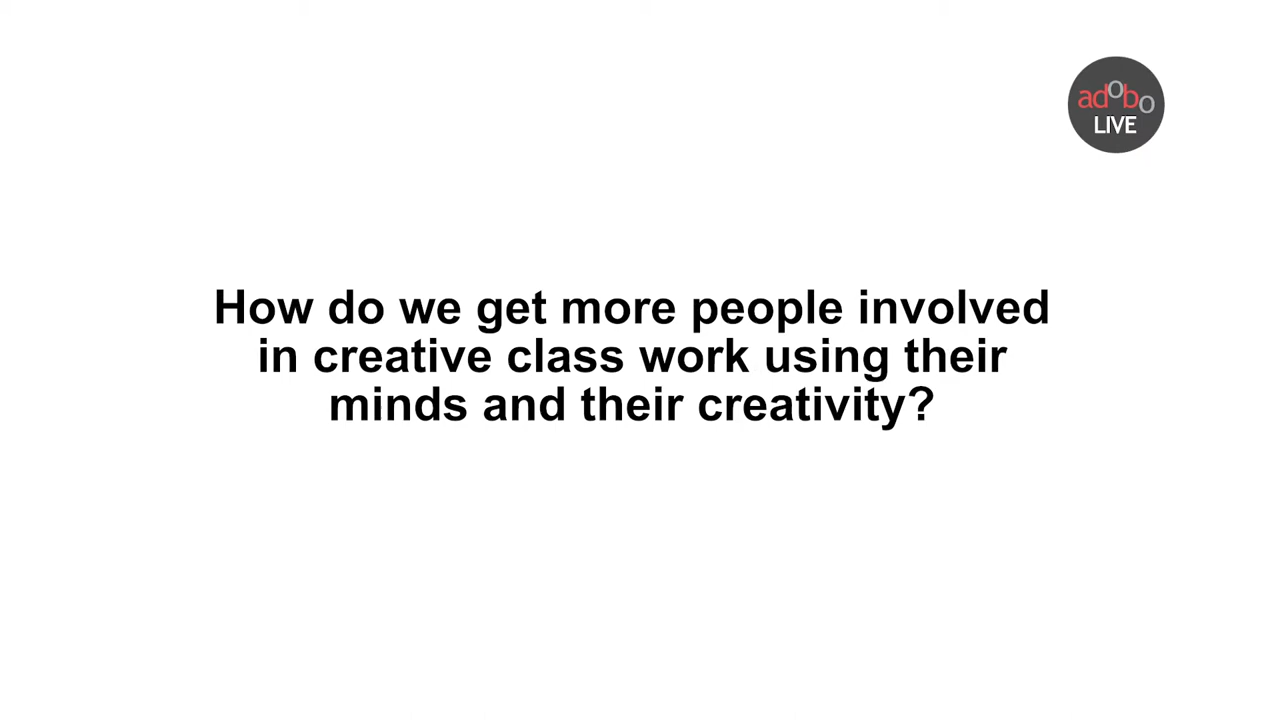 adobo
LIVE
How do we get more people involved
in creative class work using their
minds and their creativity?